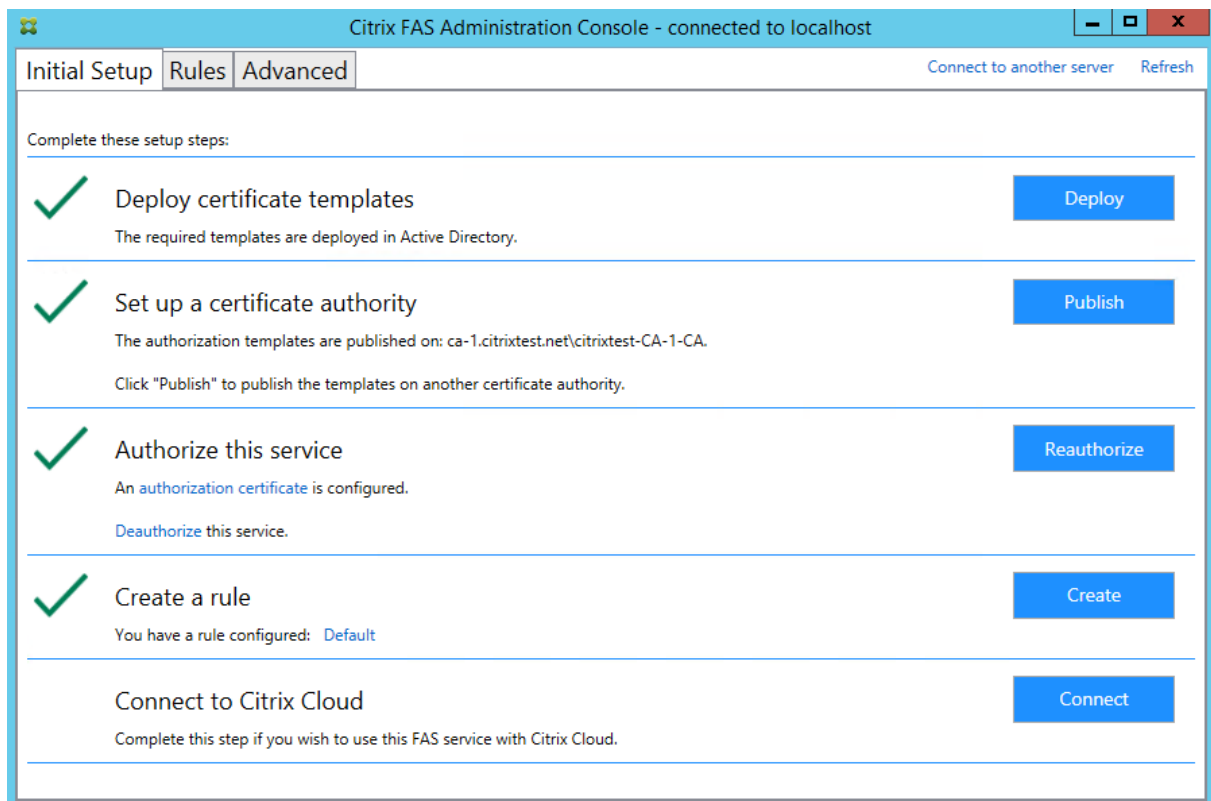 Citrix FAS Administration Console - connected to localhost
Initial Setup Rules Advanced Connect to another server Refresh
Complete these setup steps:
Deploy certificate templates Deploy
The required templates are deployed in Active Directory.
Set up a certificate authority Publish
The authorization templates are published on: ca-1.citrixtest.net\citrixtest-CA-1-CA.
Click "Publish" to publish the templates on another certificate authority.
Authorize this service Reauthorize
An authorization certificate is configured.
Deauthorize this service.
Create a rule Create
You have a rule configured: Default
Connect to Citrix Cloud Connect
Complete this step if you wish to use this FAS service with Citrix Cloud.